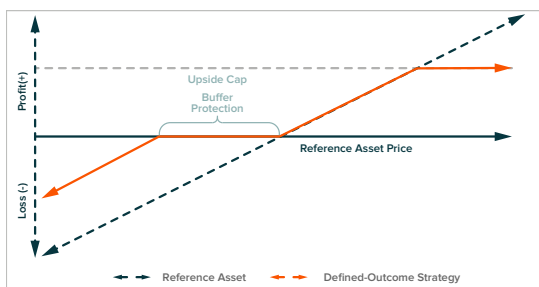 Profit(+)
Upside Cap
Buffer
Protection
Reference Asset Price
Loss (-)
Reference Asset
Defined-Outcome Strategy